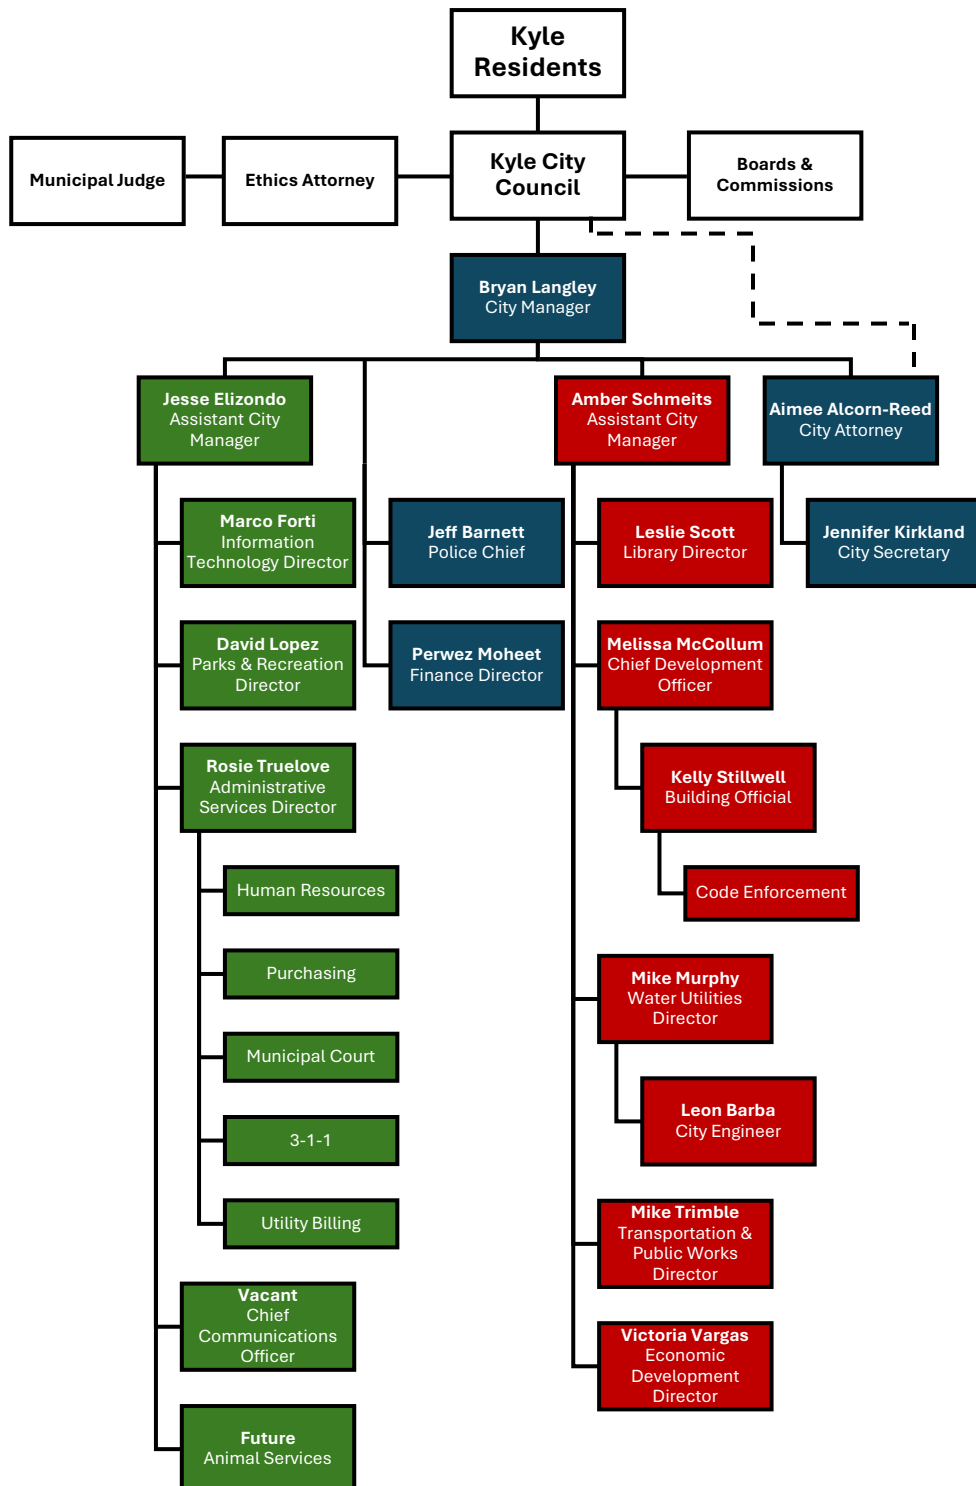 Kyle
Residents
Municipal Judge
Ethics Attorney
Kyle City
Council
Boards &
Commissions
Bryan Langley
City Manager
Jesse Elizondo
Assistant City
Manager
Amber Schmeits
Assistant City
Manager
Aimee Alcorn-Reed
City Attorney
Marco Forti
Information
Technology Director
Jeff Barnett
Police Chief
Leslie Scott
Library Director
Jennifer Kirkland
City Secretary
David Lopez
Parks & Recreation
Director
Perwez Moheet
Finance Director
Melissa McCollum
Chief Development
Officer
Rosie Truelove
Administrative
Services Director
Kelly Stillwell
Building Official
Human Resources
Code Enforcement
Purchasing
Mike Murphy
Water Utilities
Director
Municipal Court
Leon Barba
City Engineer
3-1-1
Utility Billing
Mike Trimble
Transportation &
Public Works
Director
Vacant
Chief
Communications
Officer
Victoria Vargas
Economic
Development
Director
Future
Animal Services